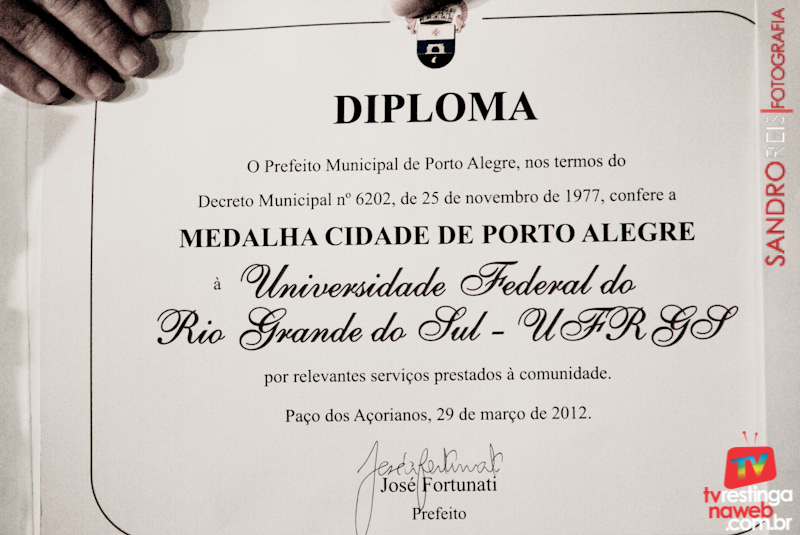 DIPLOMA
O Prefeito Municipal de Porto Alegre, nos termos do
Decreto Municipal nº 6202, de 25 de novembro de 1977, confere a
MEDALHA CIDADE DE PORTO ALEGRE
à Universidade Federal do
Rio Grande do Sul - UFRGS
por relevantes serviços prestados à comunidade.
Paço dos Açorianos, 29 de março de 2012.
José Fortunati
José Fortunati
Prefeito
SANDRO REIS|FOTOGRAFIA
TV
tvrestinga
naweb
.com.br